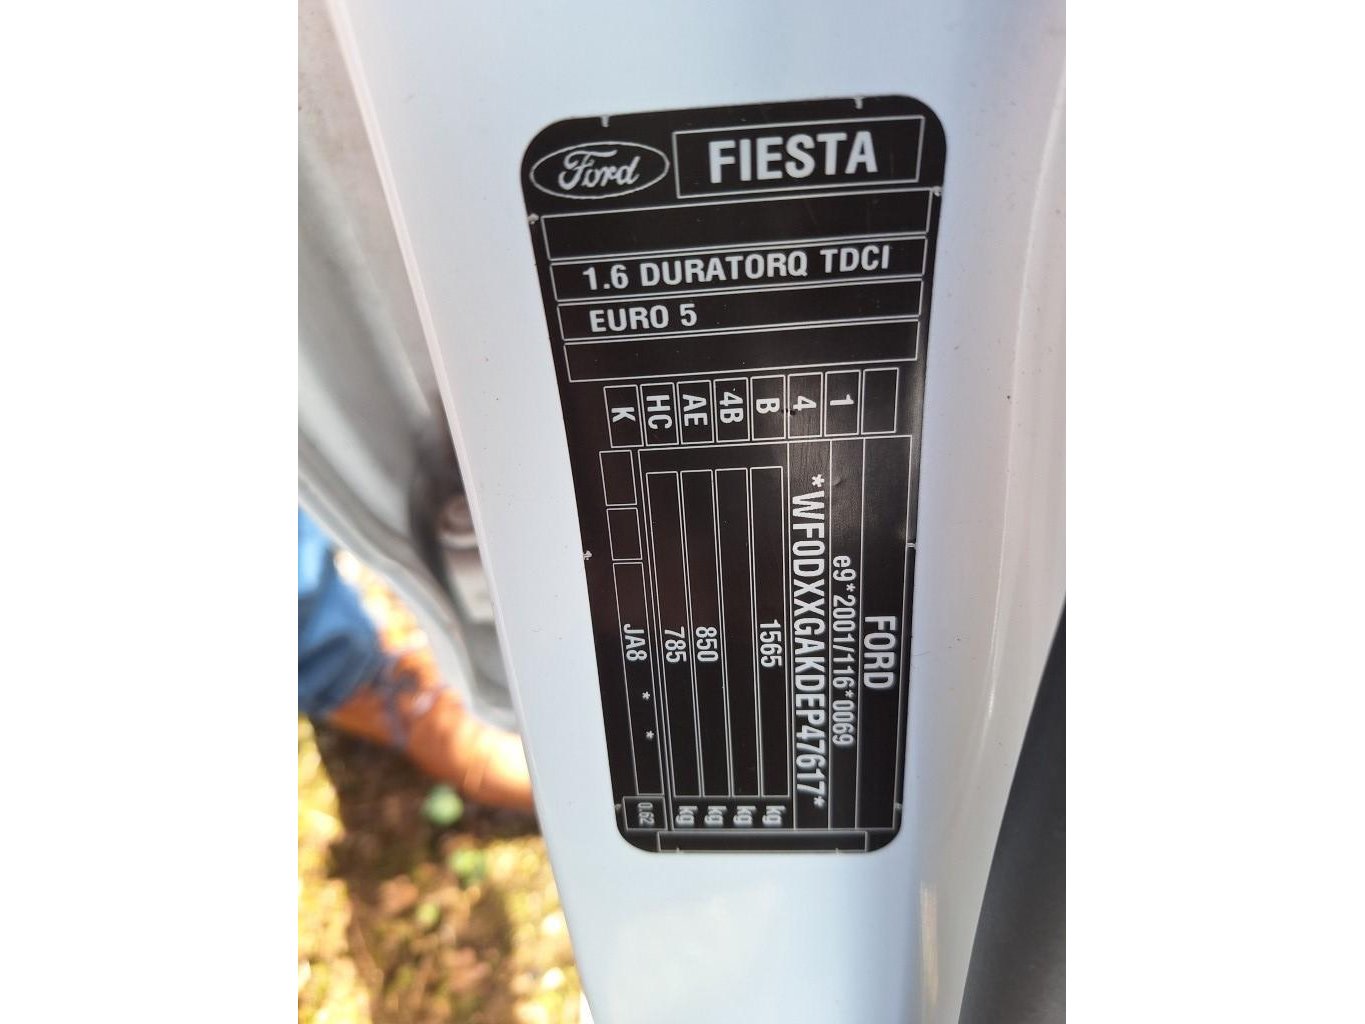 Ford
FIESTA
1.6 DURATORQ TDCI
EURO 5
1
4
B
4B
AE
HC
K
FORD
e9*2001/116*0069
*WF0DXXGAKDEP47617*
1565 kg
kg
850 kg
785 kg
JA8 * *
0.62